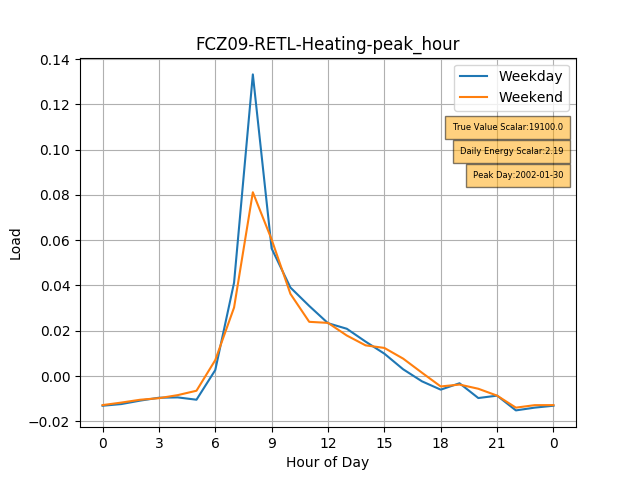 FCZ09-RETL-Heating-peak_hour
0.14
0.12
0.10
0.08
0.06
0.04
0.02
0.00
−0.02
Load
Weekday
Weekend
True Value Scalar:19100.0
Daily Energy Scalar:2.19
Peak Day:2002-01-30
0 3 6 9 12 15 18 21 0
Hour of Day